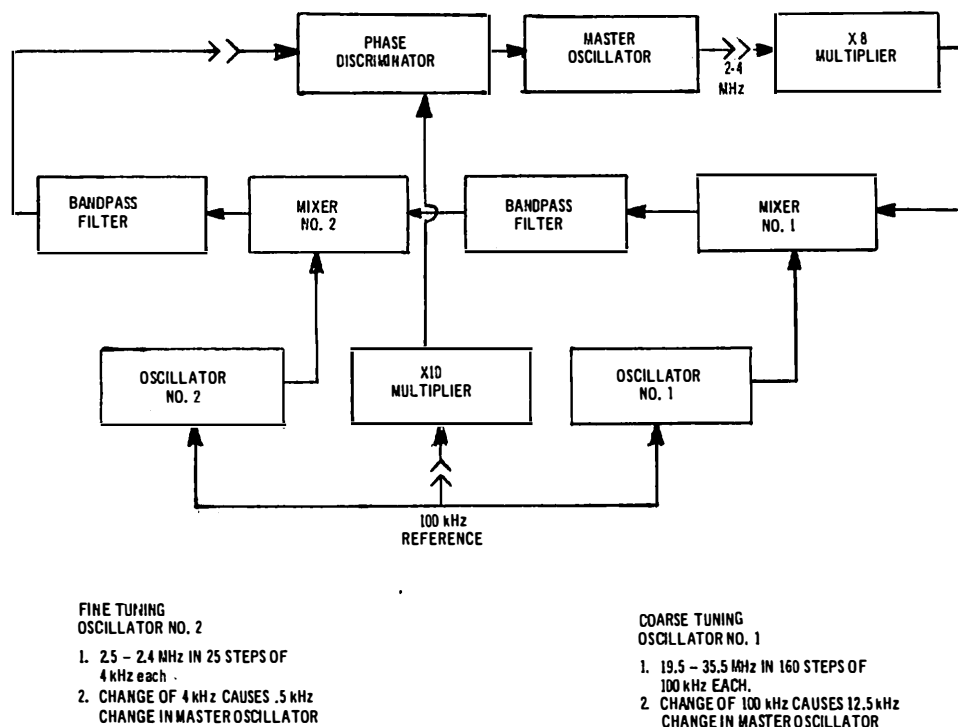 PHASE
DISCRIMINATOR
MASTER
OSCILLATOR
2-4
MHz
X 8
MULTIPLIER
BANDPASS
FILTER
MIXER
NO. 2
BANDPASS
FILTER
MIXER
NO. 1
OSCILLATOR
NO. 2
X10
MULTIPLIER
OSCILLATOR
NO. 1
100 kHz
REFERENCE
FINE TUNING
OSCILLATOR NO. 2
1. 2.5 – 2.4 MHz IN 25 STEPS OF
4 kHz each .
2. CHANGE OF 4 kHz CAUSES .5 kHz
CHANGE IN MASTER OSCILLATOR
COARSE TUNING
OSCILLATOR NO. 1
1. 19.5 – 35.5 MHz IN 160 STEPS OF
100 kHz EACH.
2 CHANGE OF 100 kHz CAUSES 12.5 kHz
CHANGE IN MASTER OSCILLATOR